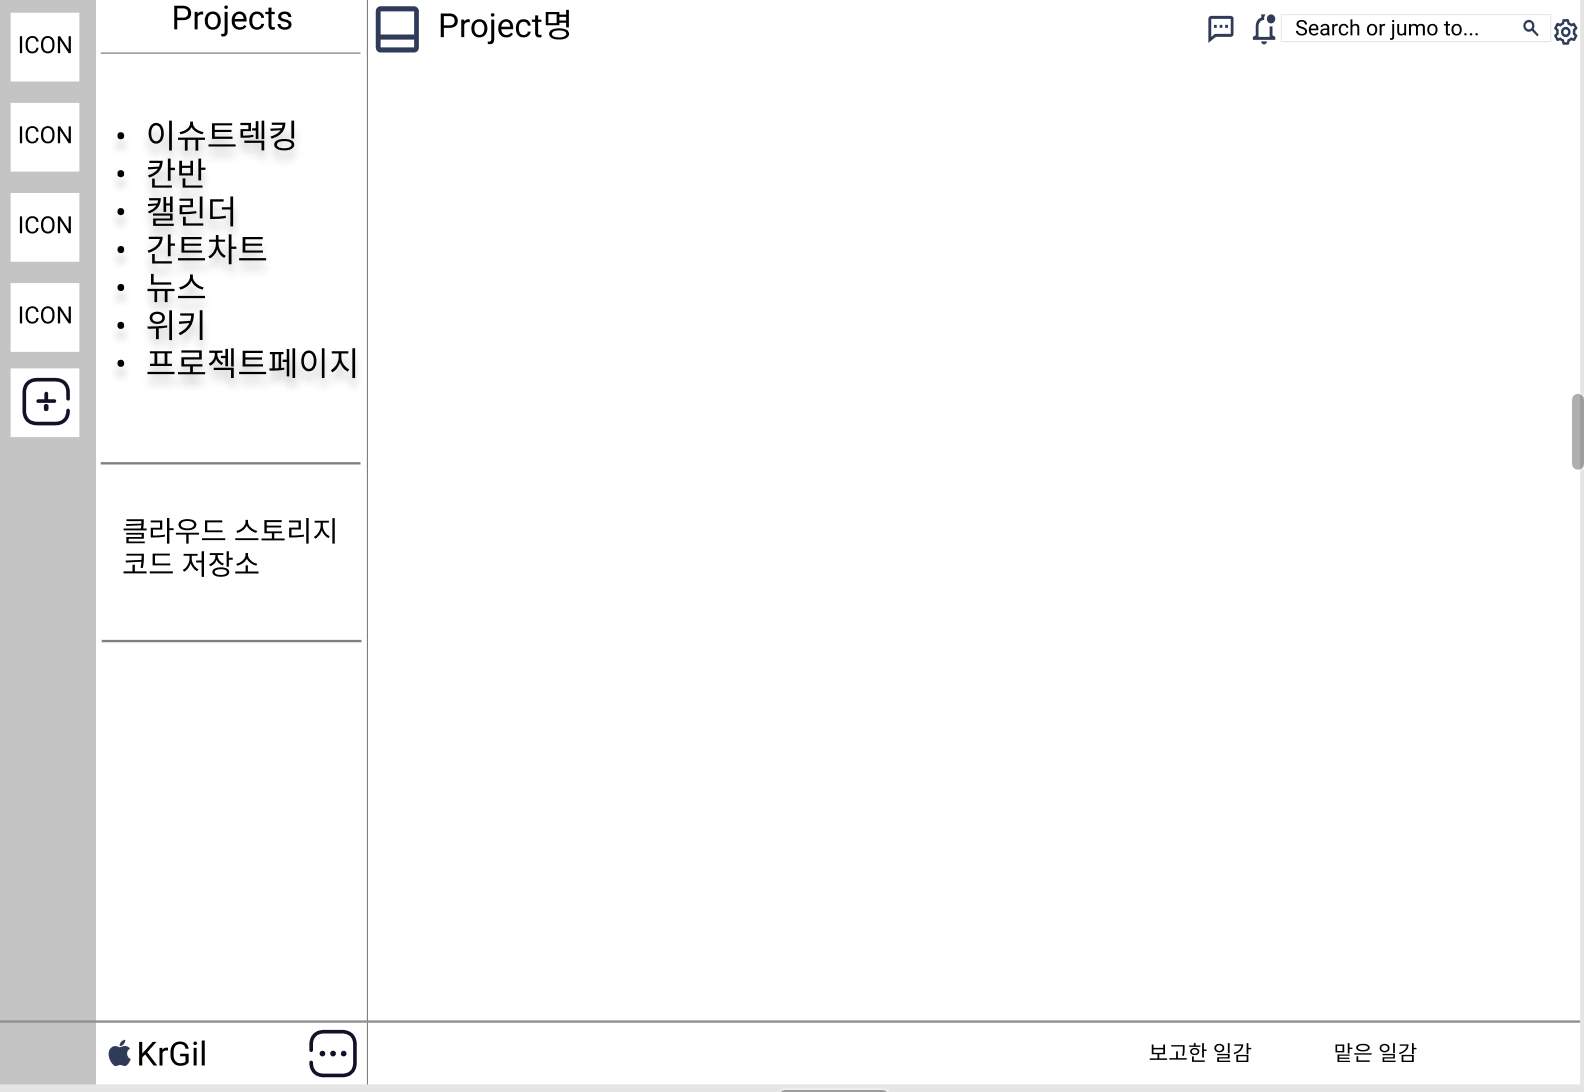 ICON
ICON
ICON
ICON
Projects
• 이슈트렉킹
• 칸반
• 캘린더
• 간트차트
• 뉴스
• 위키
• 프로젝트페이지
클라우드 스토리지
코드 저장소
KrGil
Project명
Search or jumo to...
보고한 일감
맡은 일감